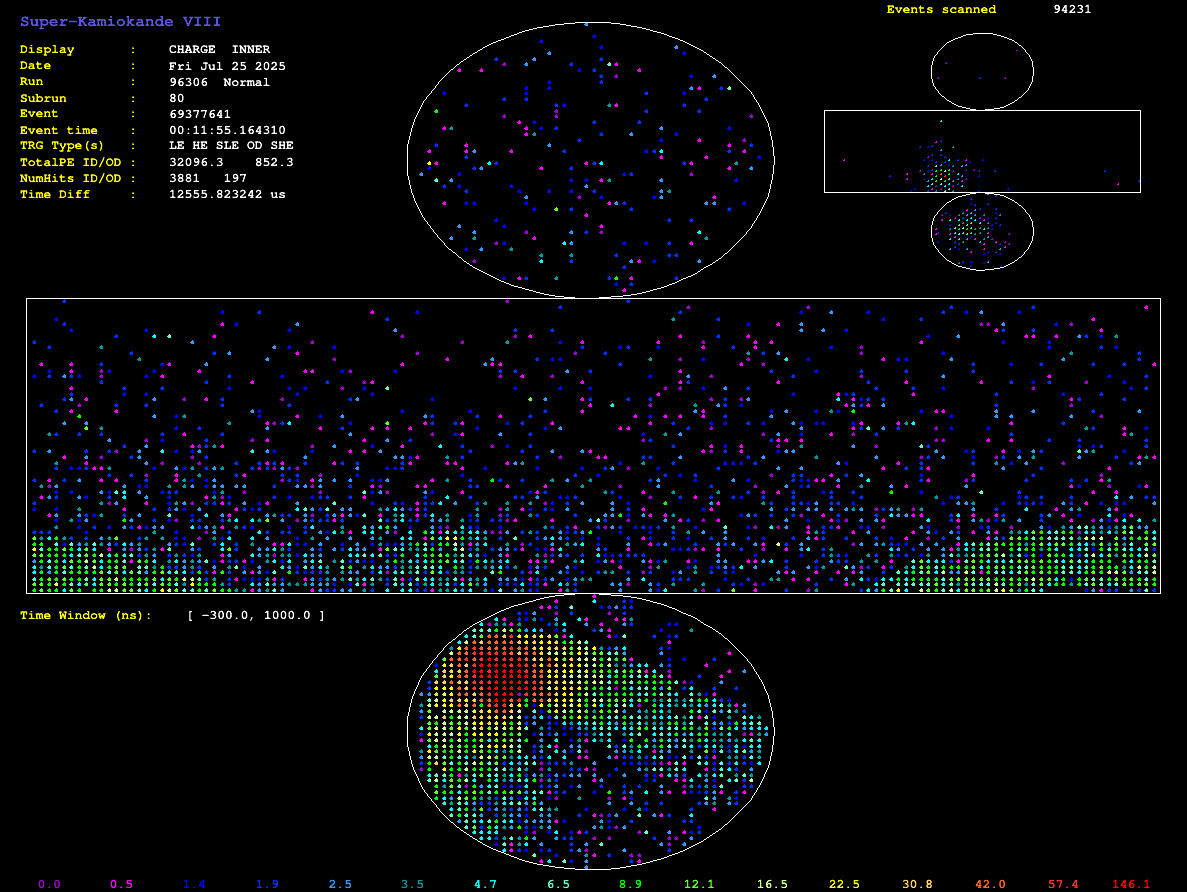 Super-Kamiokande VIII
Events scanned 94231
Display : CHARGE INNER
Date : Fri Jul 25 2025
Run : 96306 Normal
Subrun : 80
Event : 69377641
Event time : 00:11:55.164310
TRG Type(s) : LE HE SLE OD SHE
TotalPE ID/OD : 32096.3 852.3
NumHits ID/OD : 3881 197
Time Diff : 12555.823242 us
Time Window (ns): [ -300.0, 1000.0 ]
0.0 0.5 1.4 1.9 2.5 3.5 4.7 6.5 8.9 12.1 16.5 22.5 30.8 42.0 57.4 146.1